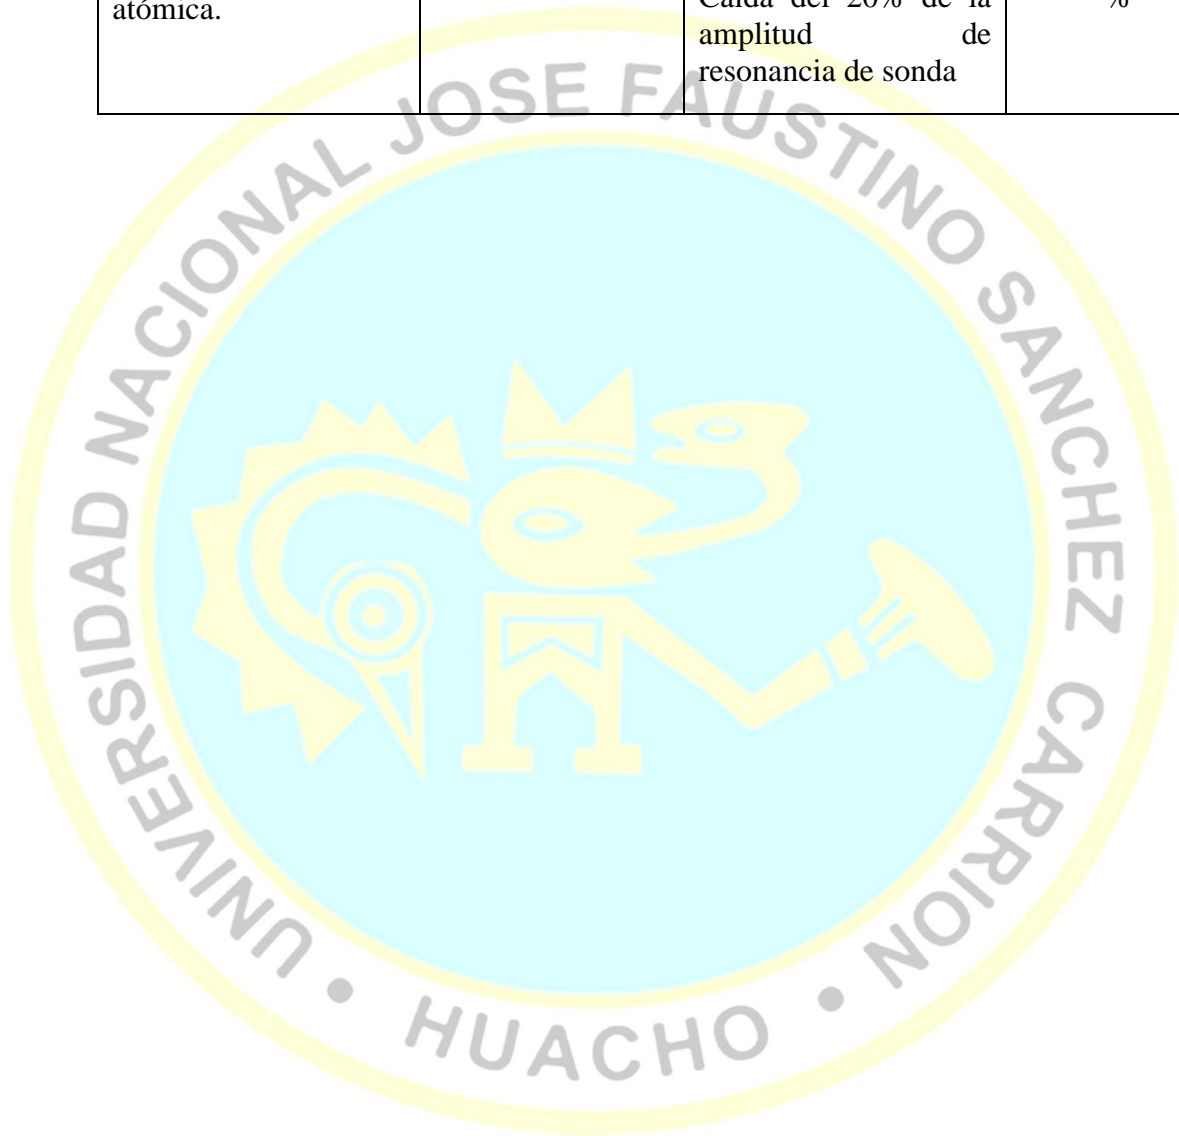 atómica.
Caída del 20% de la
amplitud de
resonancia de sonda
%
UNIVERSIDAD NACIONAL JOSE FAUSTINO SANCHEZ CARRION
• HUACHO •